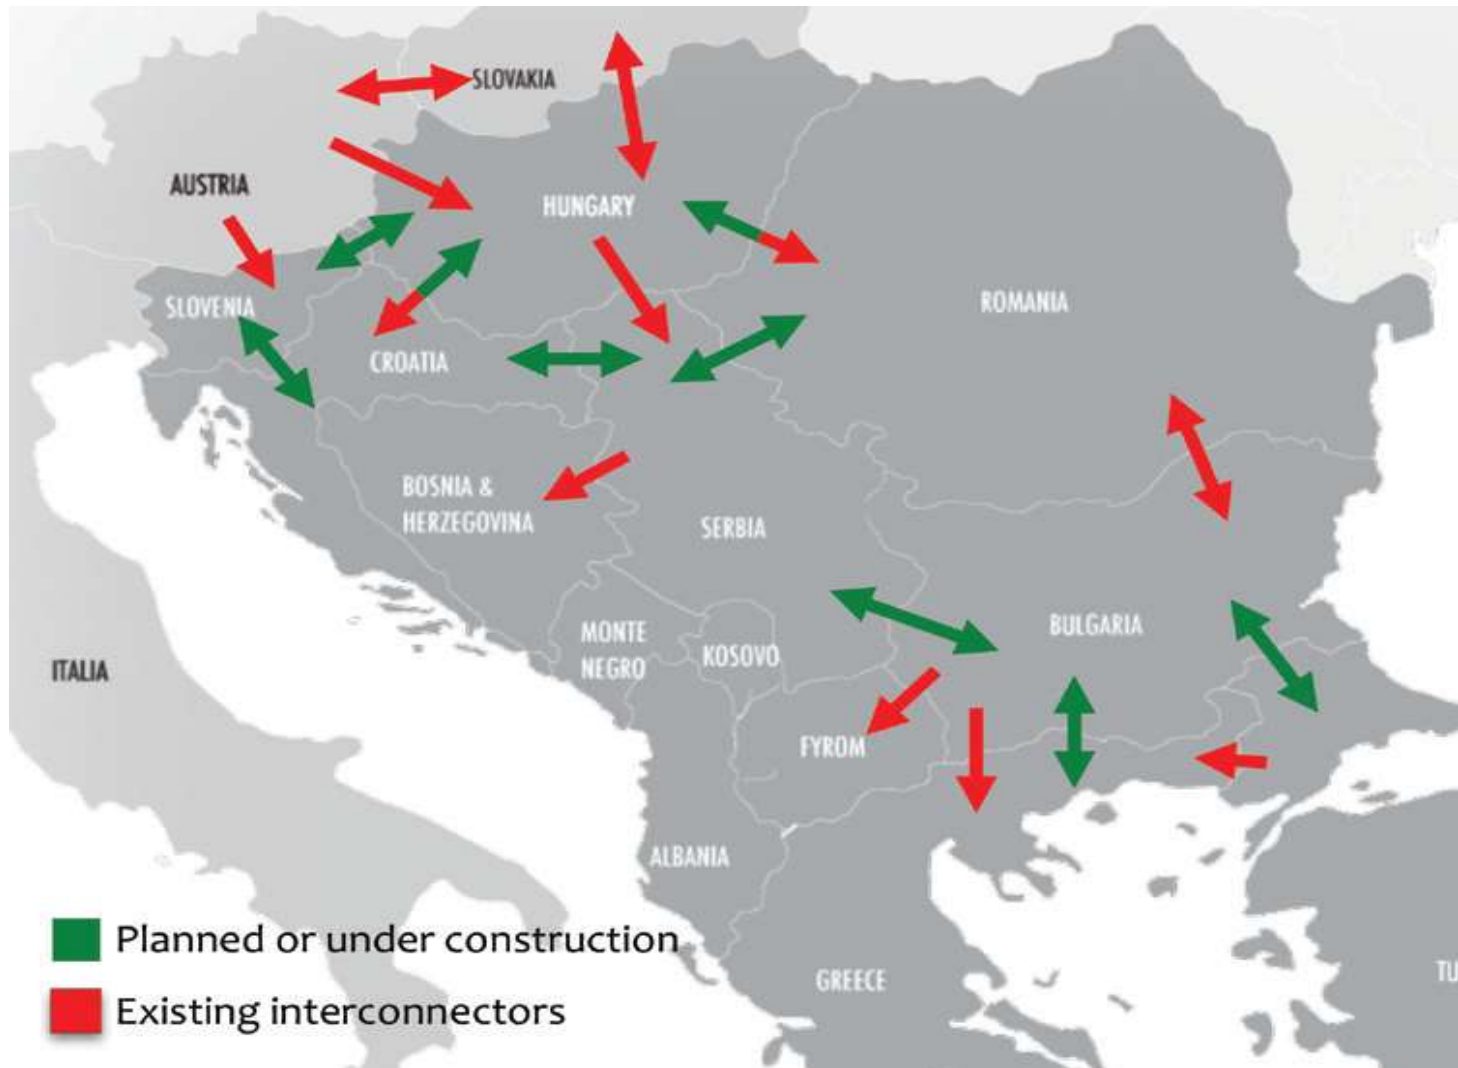 SLOVAKIA
AUSTRIA
HUNGARY
SLOVENIA
ROMANIA
CROATIA
BOSNIA &
HERZEGOVINA
SERBIA
BULGARIA
MONTE
NEGRO
KOSOVO
ITALIA
FYROM
ALBANIA
Planned or under construction
GREECE
TU
Existing interconnectors